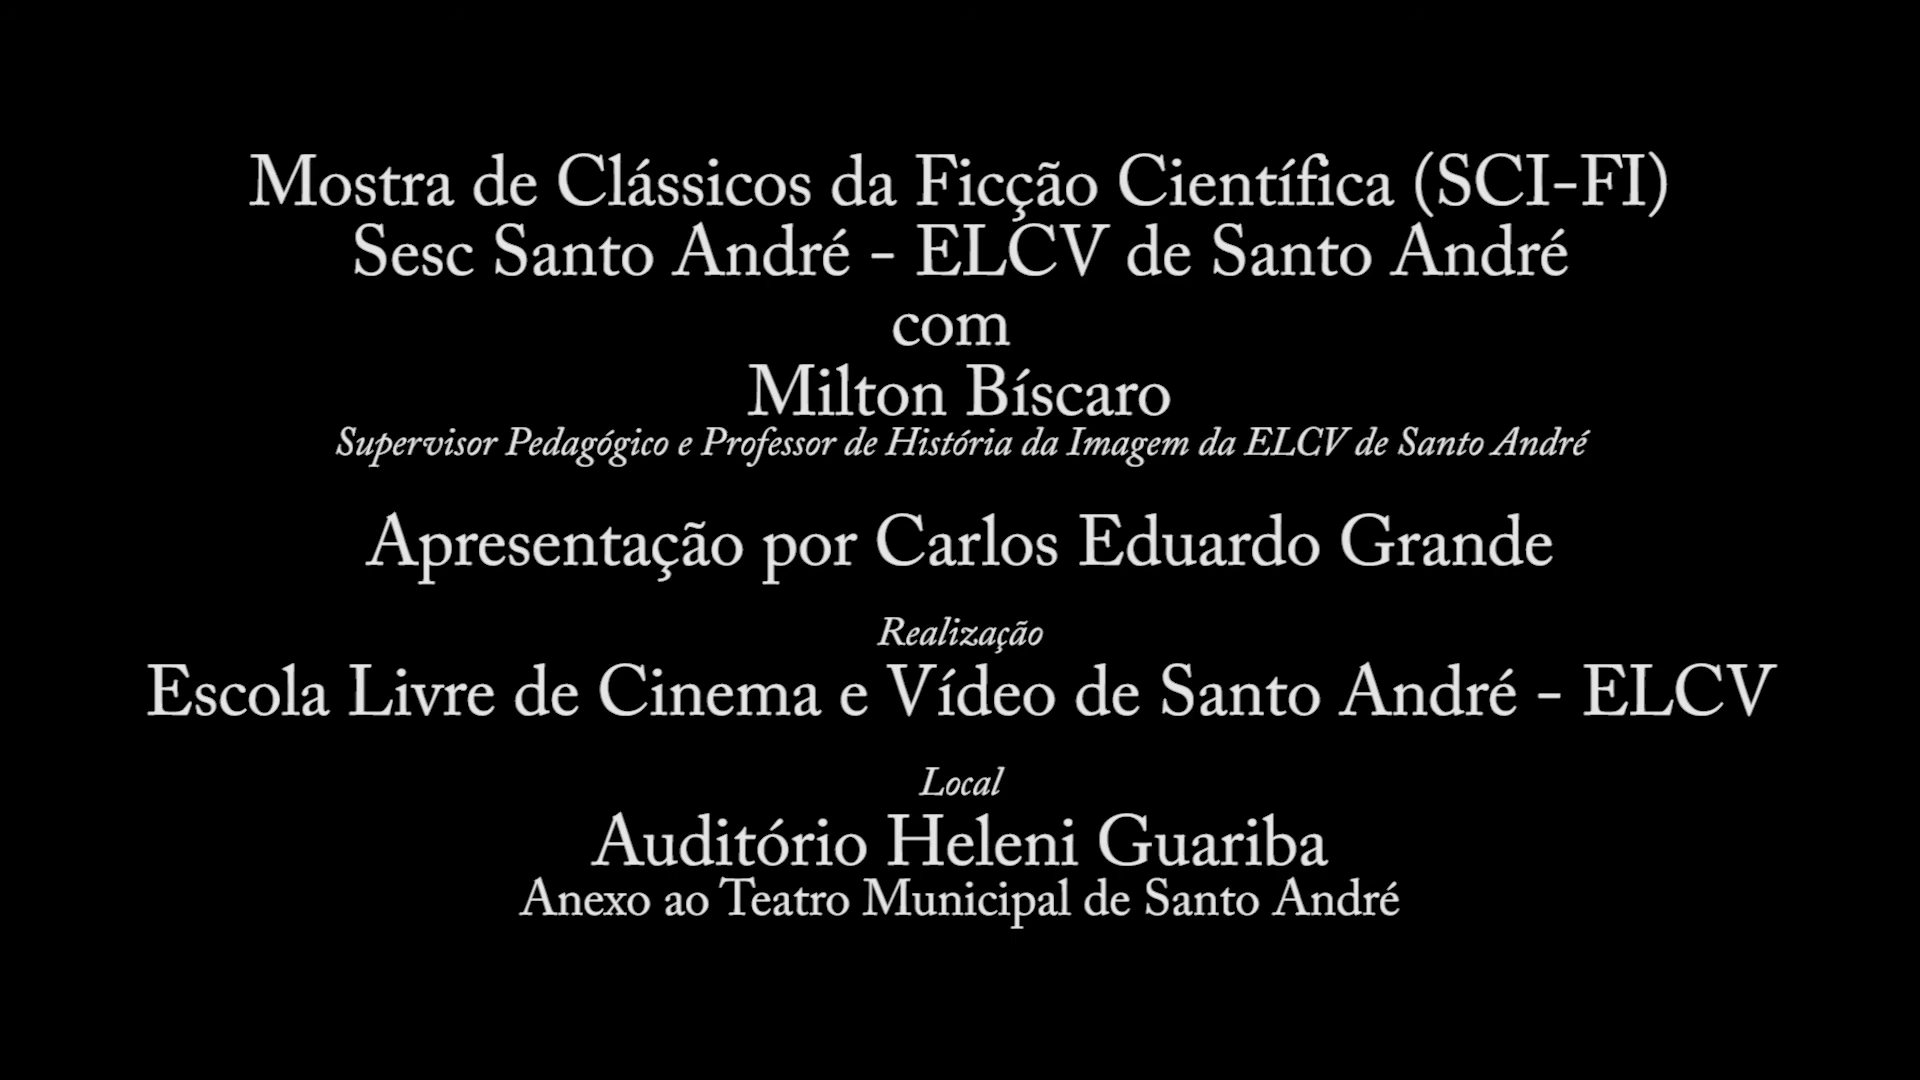 Mostra de Clássicos da Ficção Científica (SCI-FI)
Sesc Santo André - ELCV de Santo André
com
Milton Bíscaro
Supervisor Pedagógico e Professor de História da Imagem da ELCV de Santo André
Apresentação por Carlos Eduardo Grande
Realização
Escola Livre de Cinema e Vídeo de Santo André - ELCV
Local
Auditório Heleni Guariba
Anexo ao Teatro Municipal de Santo André